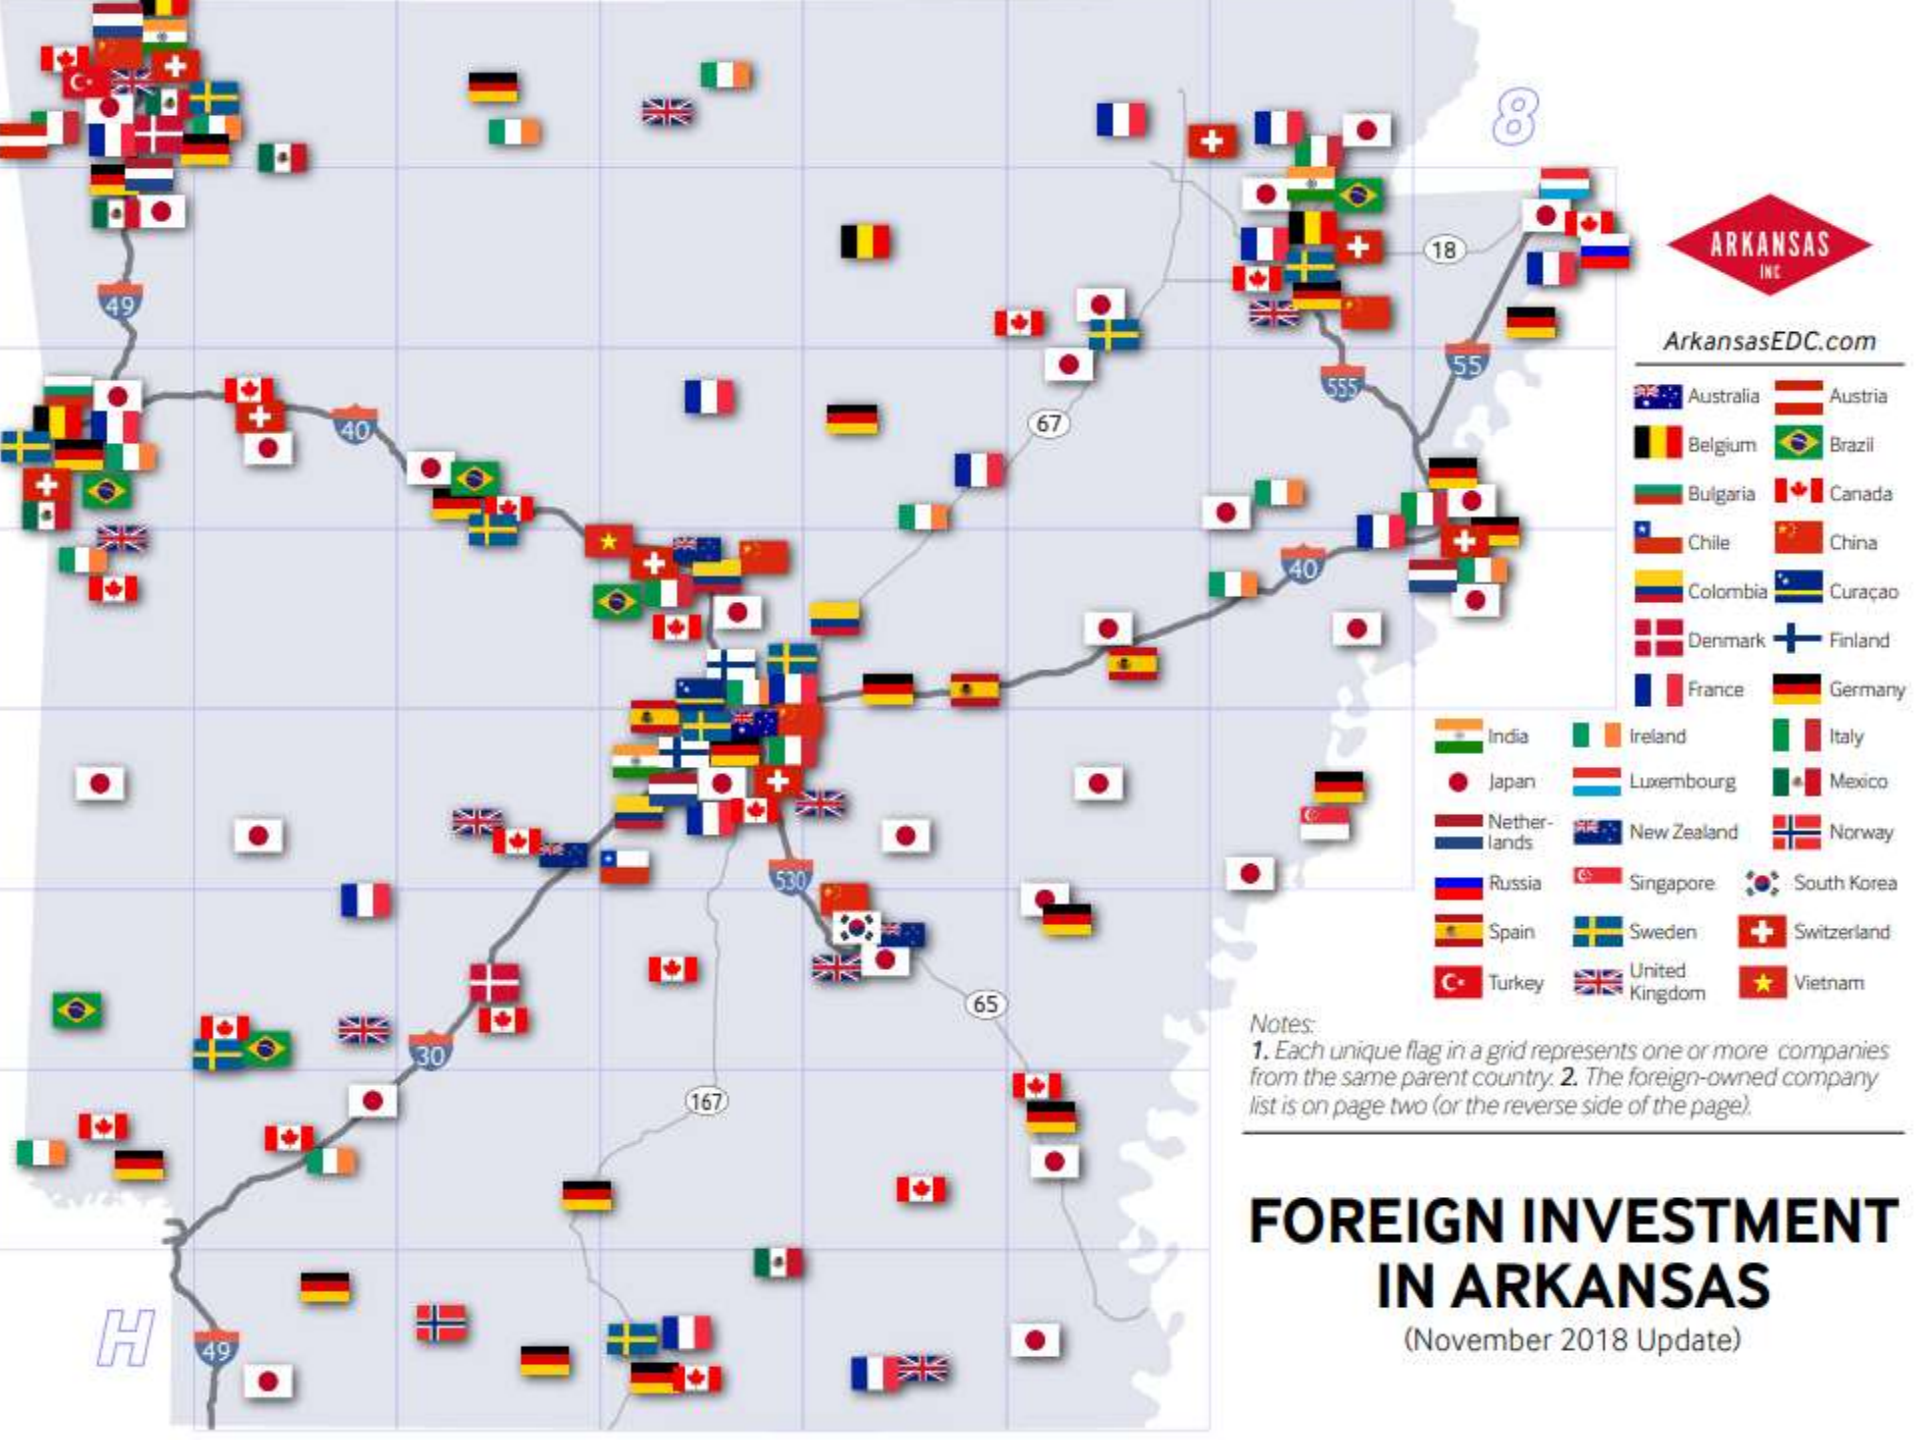 8
ARKANSAS
INC
ArkansasEDC.com
49
18
55
555
40
67
40
530
65
30
167
H
49
Australia Austria
Belgium Brazil
Bulgaria Canada
Chile China
Colombia Curaçao
Denmark Finland
France Germany
India Ireland Italy
Japan Luxembourg Mexico
Nether-
lands New Zealand Norway
Russia Singapore South Korea
Spain Sweden Switzerland
Turkey United
Kingdom Vietnam
Notes:
1. Each unique flag in a grid represents one or more companies
from the same parent country. 2. The foreign-owned company
list is on page two (or the reverse side of the page).
FOREIGN INVESTMENT
IN ARKANSAS
(November 2018 Update)